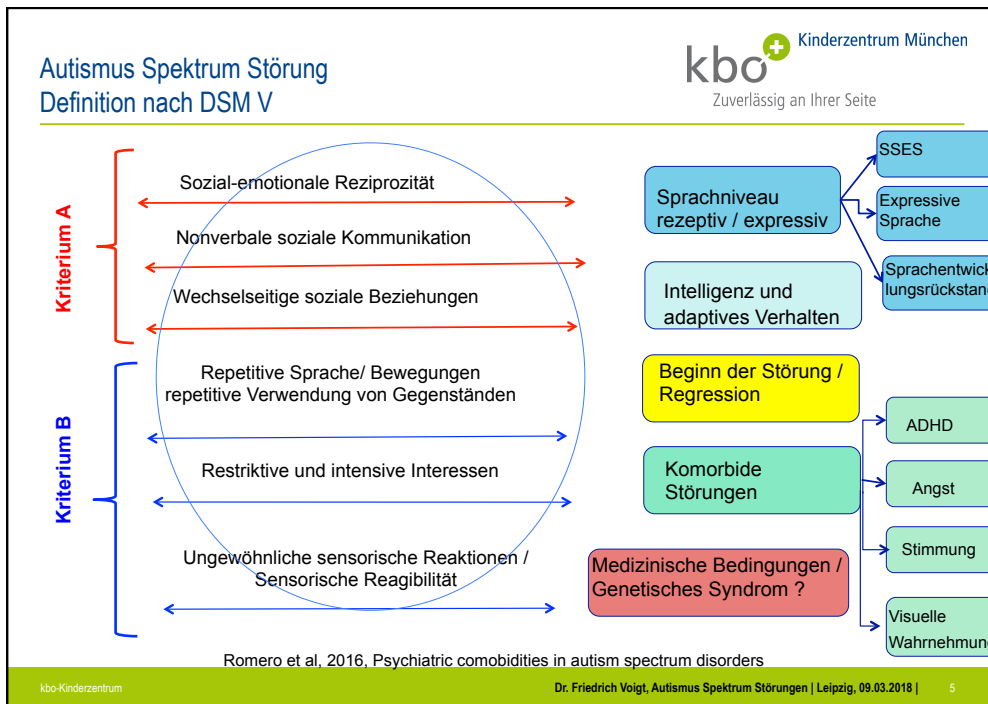 Autismus Spektrum Störung
Definition nach DSM V
kbo
Kinderzentrum München
Zuverlässig an Ihrer Seite
Kriterium A
Sozial-emotionale Reziprozität
Nonverbale soziale Kommunikation
Wechselseitige soziale Beziehungen
Kriterium B
Repetitive Sprache/ Bewegungen
repetitive Verwendung von Gegenständen
Restriktive und intensive Interessen
Ungewöhnliche sensorische Reaktionen /
Sensorische Reagibilität
Sprachniveau
rezeptiv / expressiv
SSES
Expressive
Sprache
Sprachentwick
lungsrückstand
Intelligenz und
adaptives Verhalten
Beginn der Störung /
Regression
Komorbide
Störungen
ADHD
Angst
Stimmung
Visuelle
Wahrnehmung
Medizinische Bedingungen /
Genetisches Syndrom ?
Romero et al, 2016, Psychiatric comobidities in autism spectrum disorders
kbo-Kinderzentrum
Dr. Friedrich Voigt, Autismus Spektrum Störungen | Leipzig, 09.03.2018 |
5